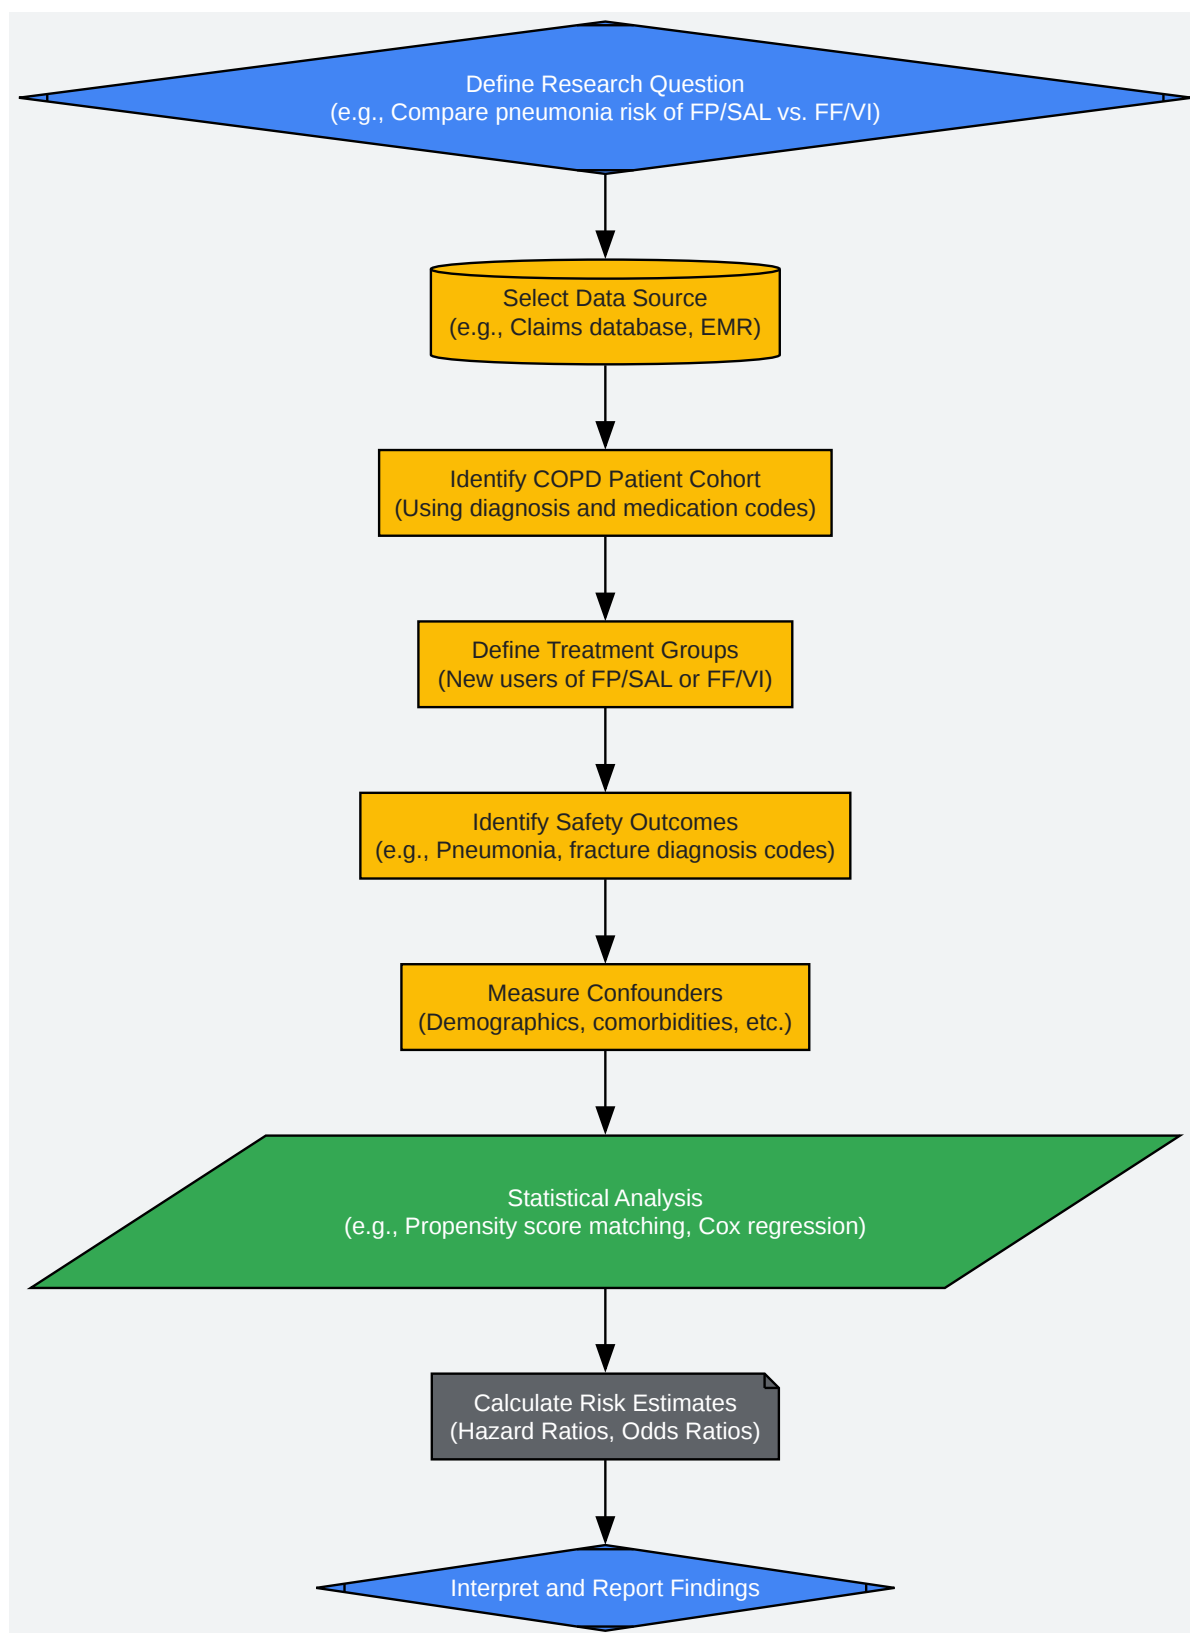 Define Research Question
(e.g., Compare pneumonia risk of FP/SAL vs. FF/VI)
Select Data Source
(e.g., Claims database, EMR)
Identify COPD Patient Cohort
(Using diagnosis and medication codes)
Define Treatment Groups
(New users of FP/SAL or FF/VI)
Identify Safety Outcomes
(e.g., Pneumonia, fracture diagnosis codes)
Measure Confounders
(Demographics, comorbidities, etc.)
Statistical Analysis
(e.g., Propensity score matching, Cox regression)
Calculate Risk Estimates
(Hazard Ratios, Odds Ratios)
Interpret and Report Findings